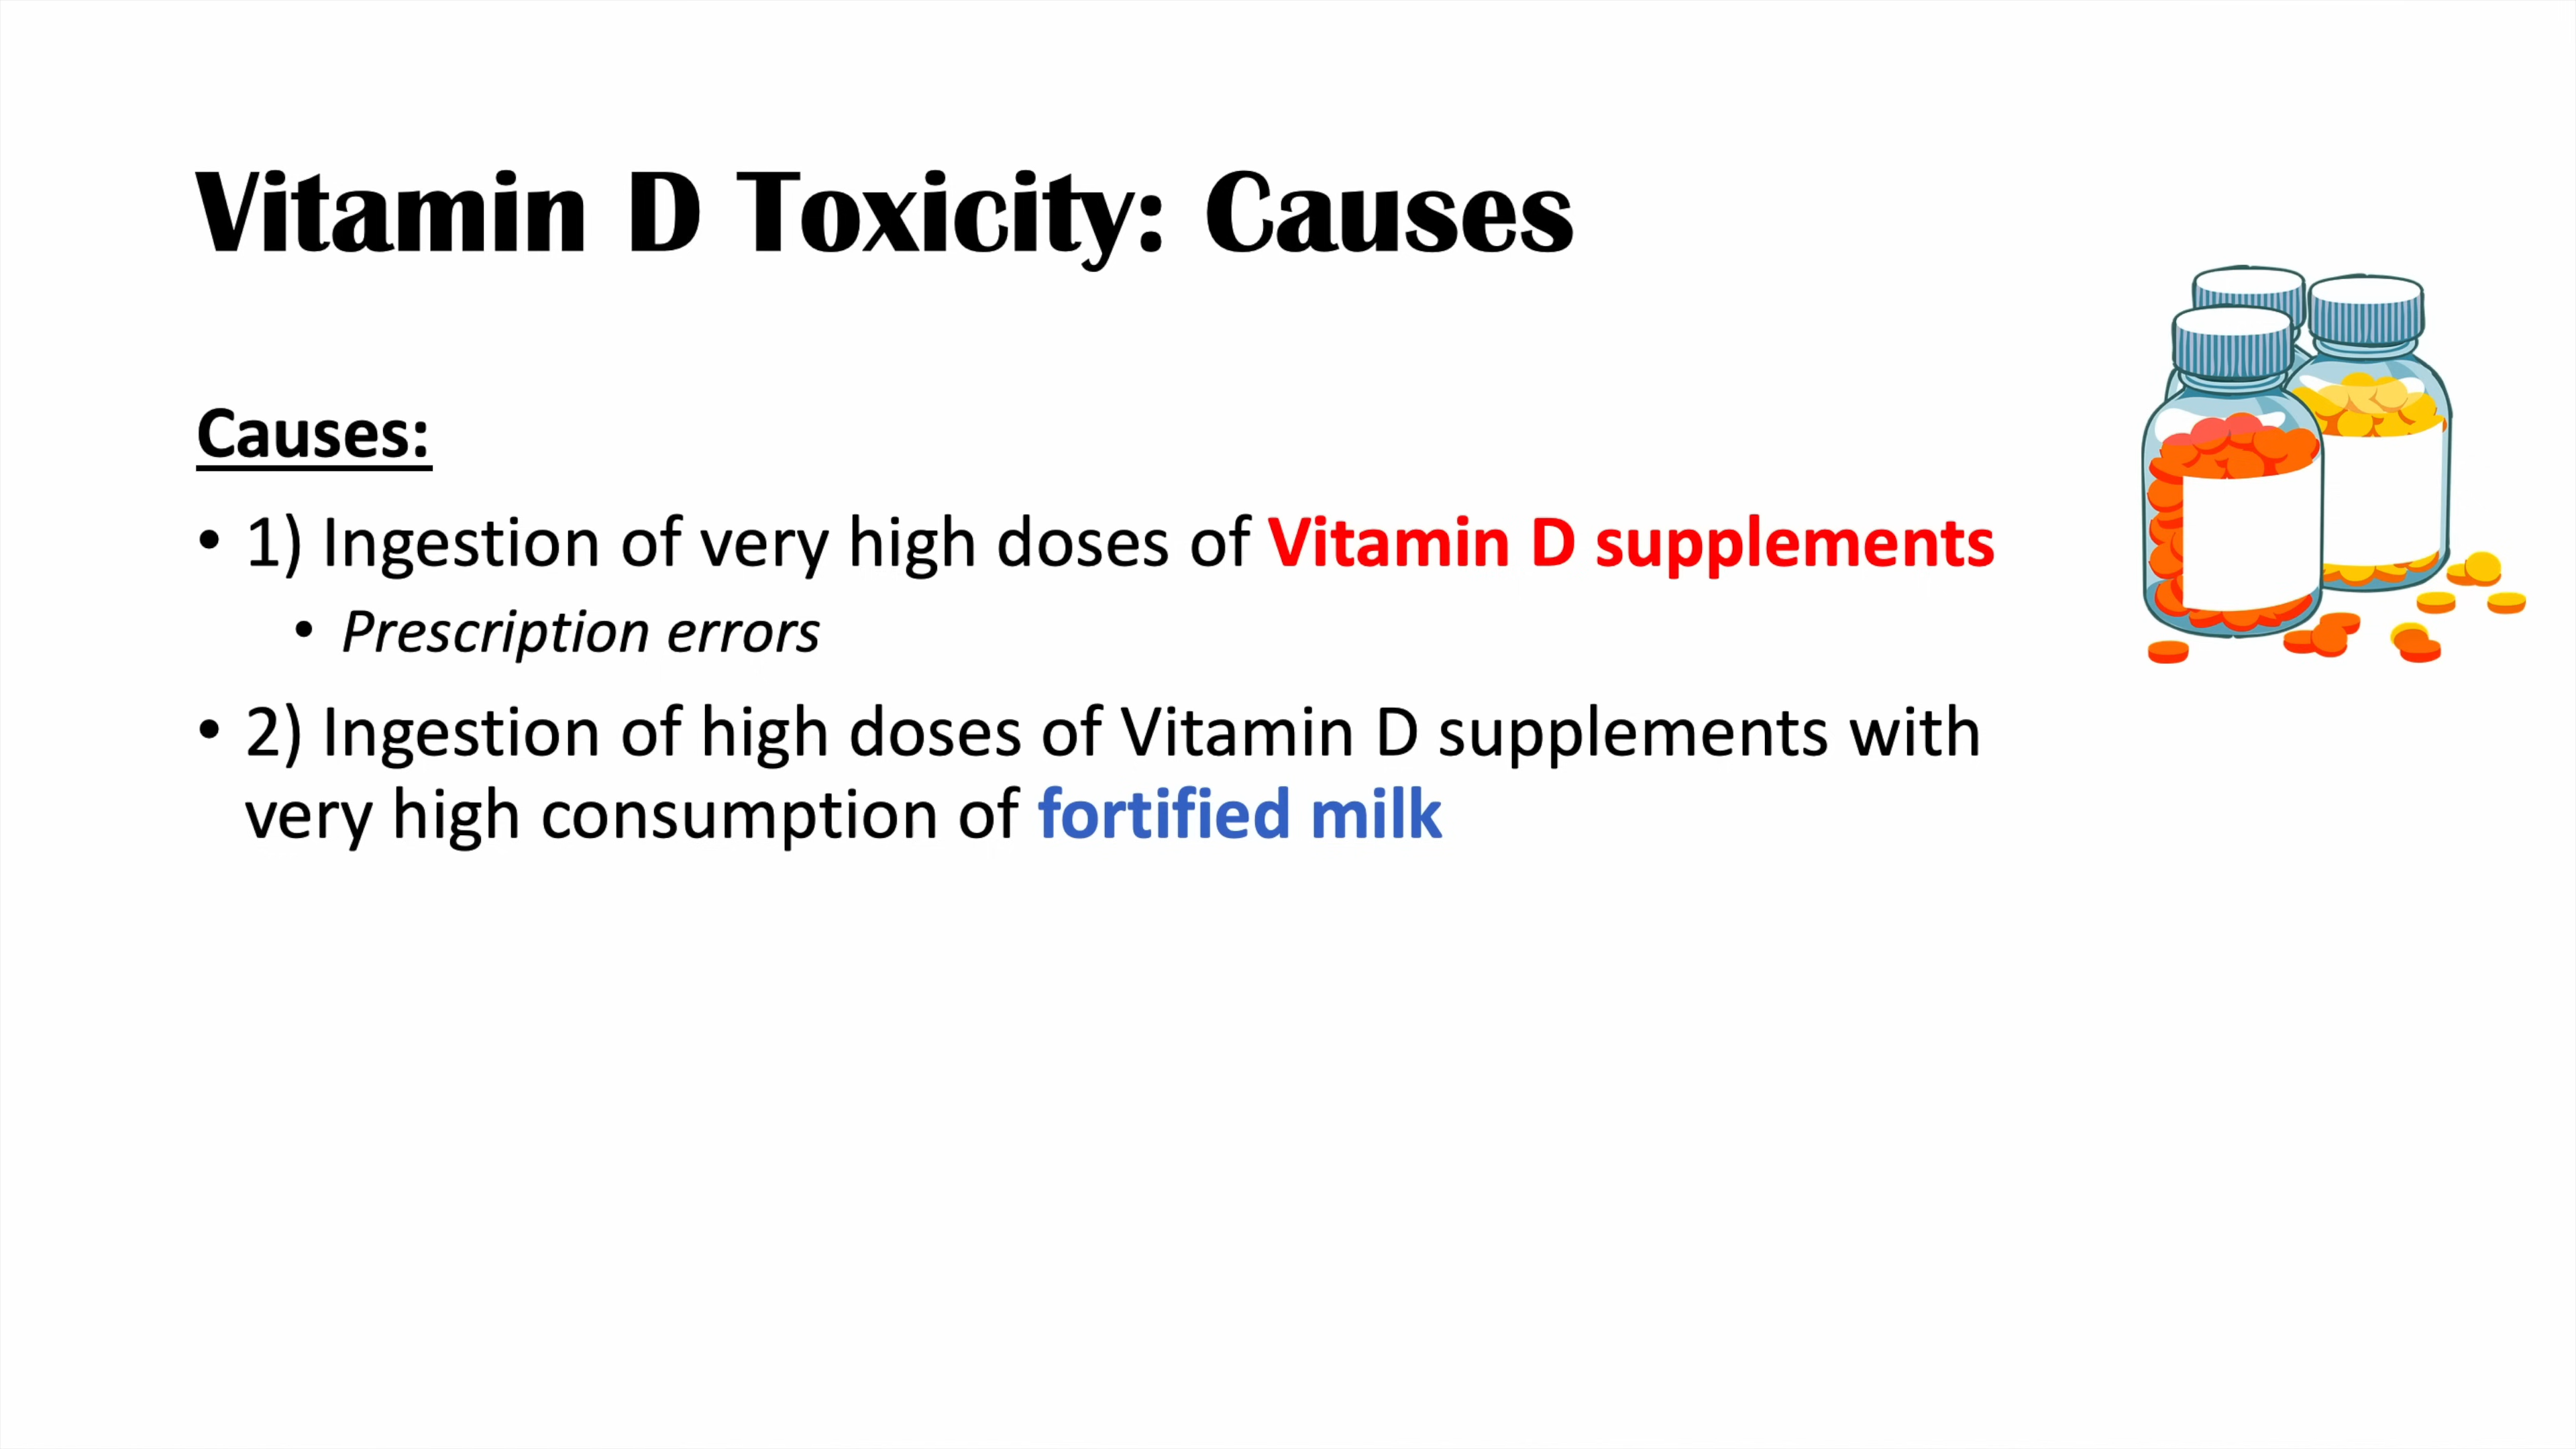 Vitamin D Toxicity: Causes
Causes:
• 1) Ingestion of very high doses of Vitamin D supplements
• Prescription errors
• 2) Ingestion of high doses of Vitamin D supplements with
very high consumption of fortified milk